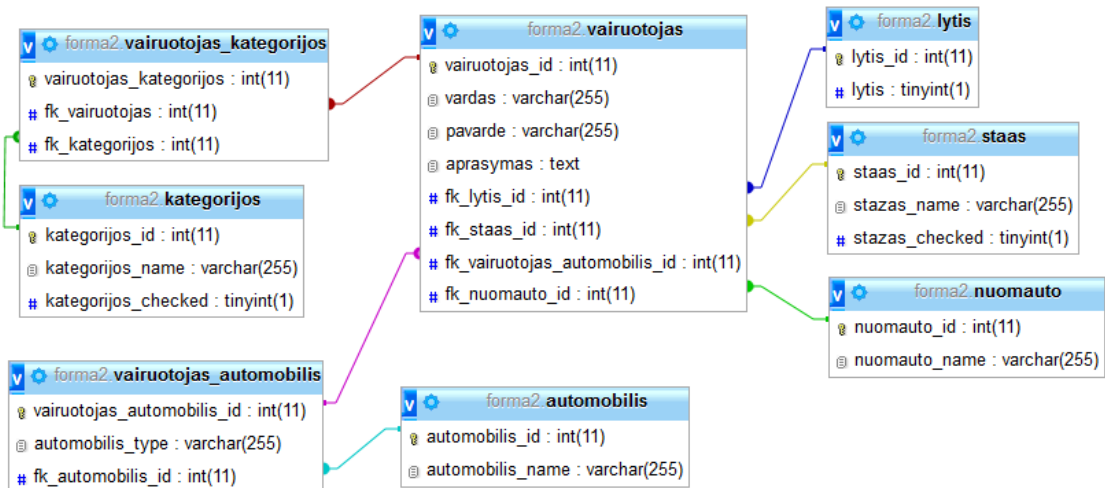 forma2.vairuotojas_kategorijos
vairuotojas_kategorijos : int(11)
fk_vairuotojas : int(11)
fk_kategorijos : int(11)
forma2.kategorijos
kategorijos_id : int(11)
kategorijos_name : varchar(255)
kategorijos_checked : tinyint(1)
forma2.vairuotojas_automobilis
vairuotojas_automobilis_id : int(11)
automobilis_type : varchar(255)
fk_automobilis_id : int(11)
forma2.vairuotojas
vairuotojas_id : int(11)
vardas : varchar(255)
pavarde : varchar(255)
aprasymas : text
fk_lytis_id : int(11)
fk_staas_id : int(11)
fk_vairuotojas_automobilis_id : int(11)
fk_nuomauto_id : int(11)
forma2.automobilis
automobilis_id : int(11)
automobilis_name : varchar(255)
forma2.lytis
lytis_id : int(11)
lytis : tinyint(1)
forma2.staas
staas_id : int(11)
stazas_name : varchar(255)
stazas_checked : tinyint(1)
forma2.nuomauto
nuomauto_id : int(11)
nuomauto_name : varchar(255)